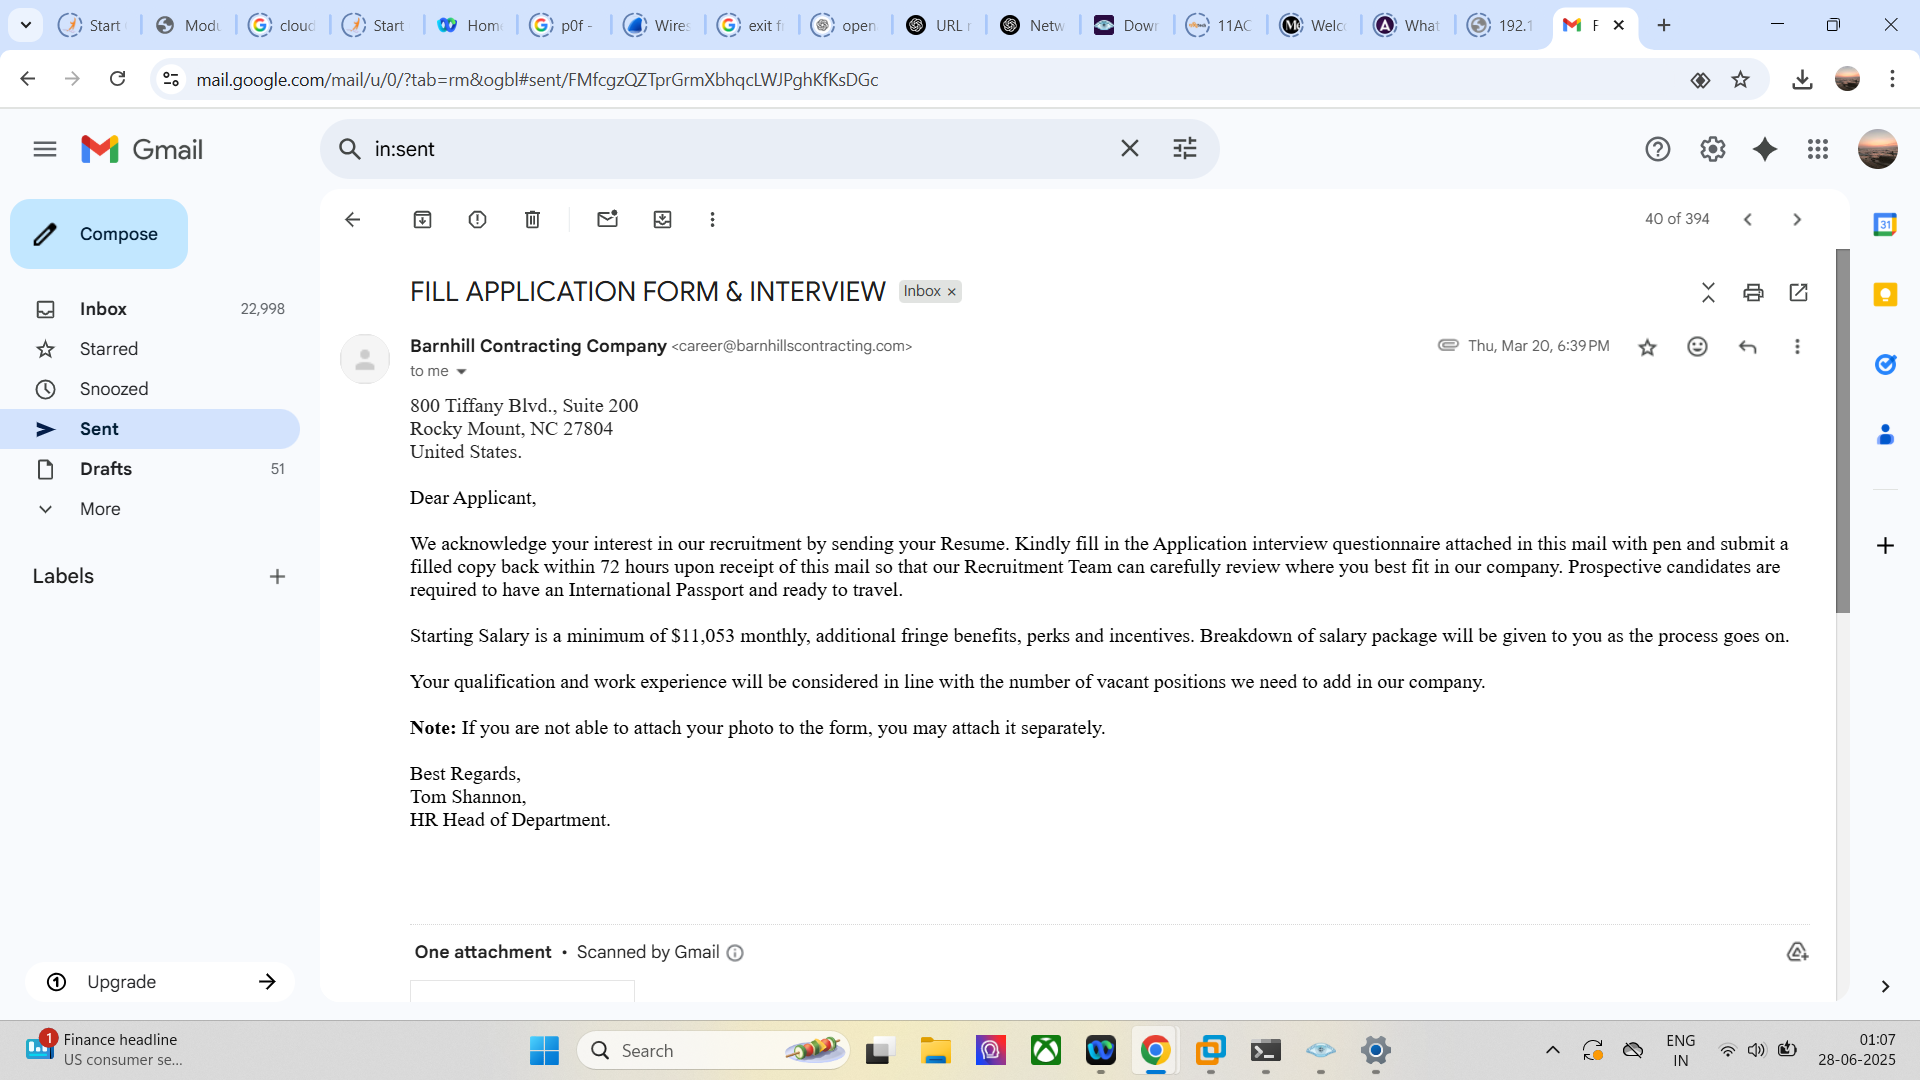 Start
Modu
cloud
Start
Home
p0f -
Wires
exit f
open
URL r
Netw
Down
11AC
Welco
What
192.1
F
mail.google.com/mail/u/0/?tab=rm&ogbl#sent/FMfcgzQZTprGrmXbhqcLWJPghKfKsDGc
Gmail
in:sent
Compose
40 of 394
Inbox 22,998
Starred
Snoozed
Sent
Drafts 51
More
Labels
Upgrade
FILL APPLICATION FORM & INTERVIEW Inbox ×
Barnhill Contracting Company <career@barnhillscontracting.com> Thu, Mar 20, 6:39 PM
to me
800 Tiffany Blvd., Suite 200
Rocky Mount, NC 27804
United States.
Dear Applicant,
We acknowledge your interest in our recruitment by sending your Resume. Kindly fill in the Application interview questionnaire attached in this mail with pen and submit a
filled copy back within 72 hours upon receipt of this mail so that our Recruitment Team can carefully review where you best fit in our company. Prospective candidates are
required to have an International Passport and ready to travel.
Starting Salary is a minimum of $11,053 monthly, additional fringe benefits, perks and incentives. Breakdown of salary package will be given to you as the process goes on.
Your qualification and work experience will be considered in line with the number of vacant positions we need to add in our company.
Note: If you are not able to attach your photo to the form, you may attach it separately.
Best Regards,
Tom Shannon,
HR Head of Department.
One attachment • Scanned by Gmail
31
1
Finance headline
US consumer se...
Search
ENG
IN
01:07
28-06-2025